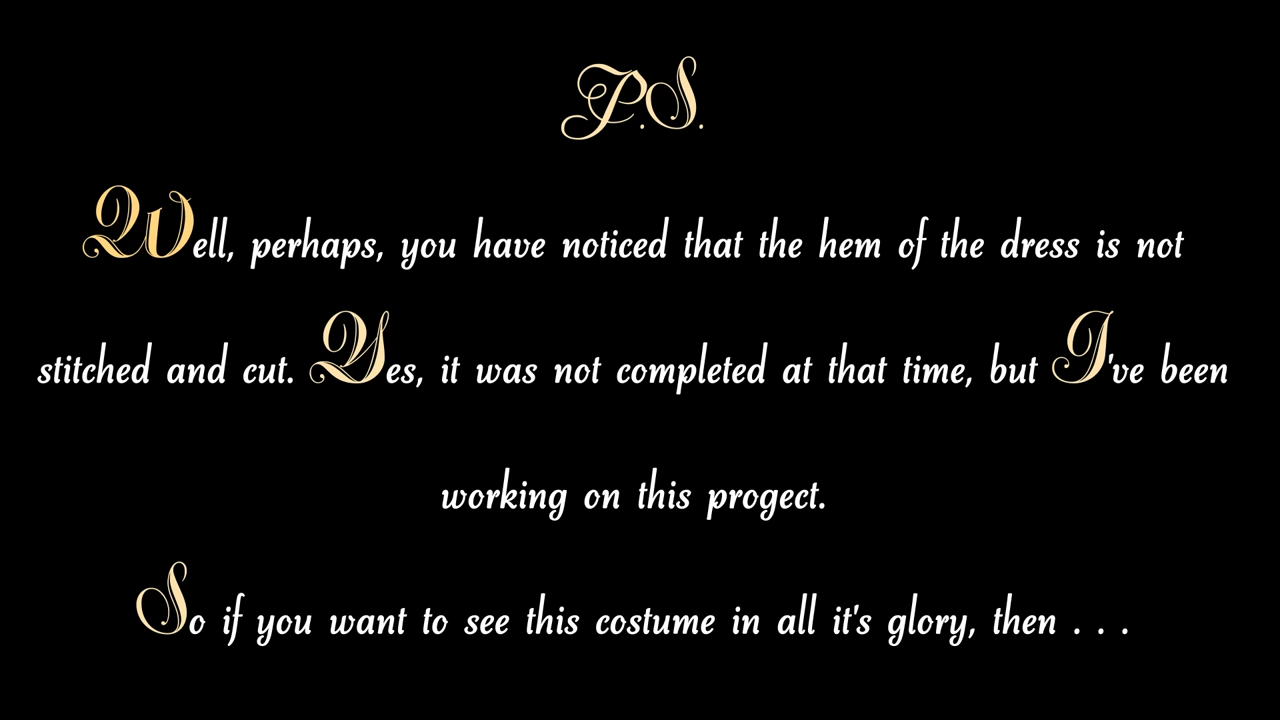 P.S.
Well, perhaps, you have noticed that the hem of the dress is not
stitched and cut. Yes, it was not completed at that time, but I've been
working on this progect.
So if you want to see this costume in all it's glory, then . . .